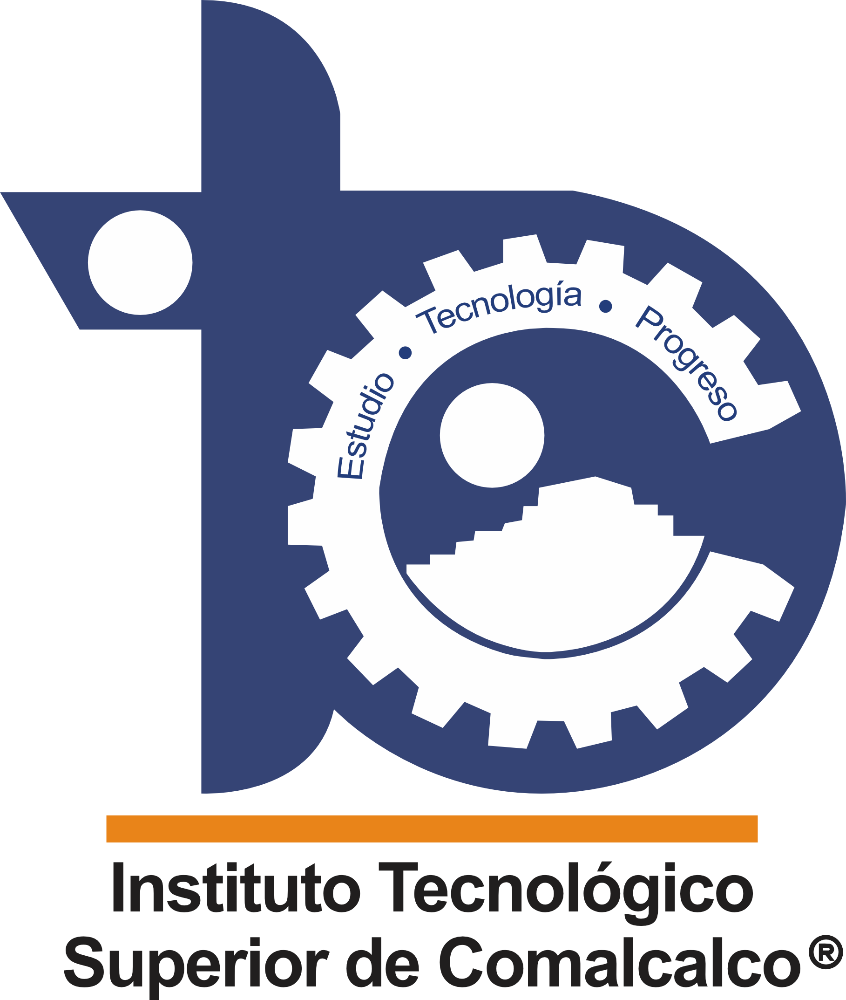 Estudio • Tecnología • Progreso
Instituto Tecnológico
Superior de Comalcalco®